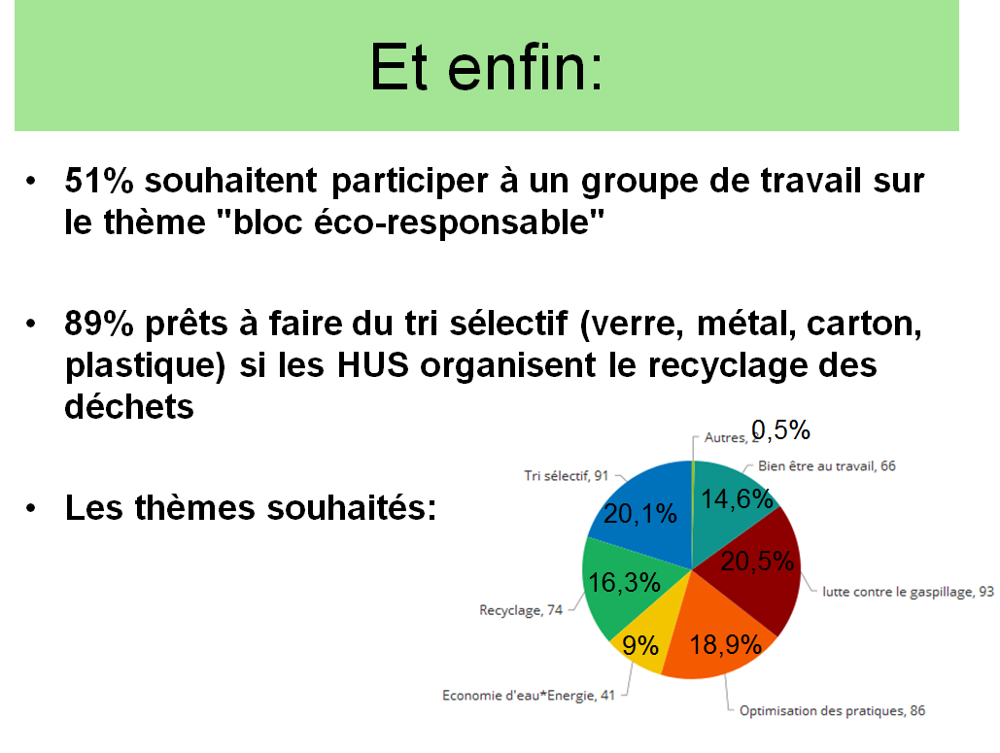 Et enfin:
• 51% souhaitent participer à un groupe de travail sur
le thème "bloc éco-responsable"
• 89% prêts à faire du tri sélectif (verre, métal, carton,
plastique) si les HUS organisent le recyclage des
déchets
• Les thèmes souhaités:
Autres, 2
0,5%
Bien être au travail, 66
14,6%
Tri sélectif, 91
20,1%
20,5%
lutte contre le gaspillage, 93
16,3%
Recyclage, 74
9%
18,9%
Economie d'eau*Energie, 41
Optimisation des pratiques, 86